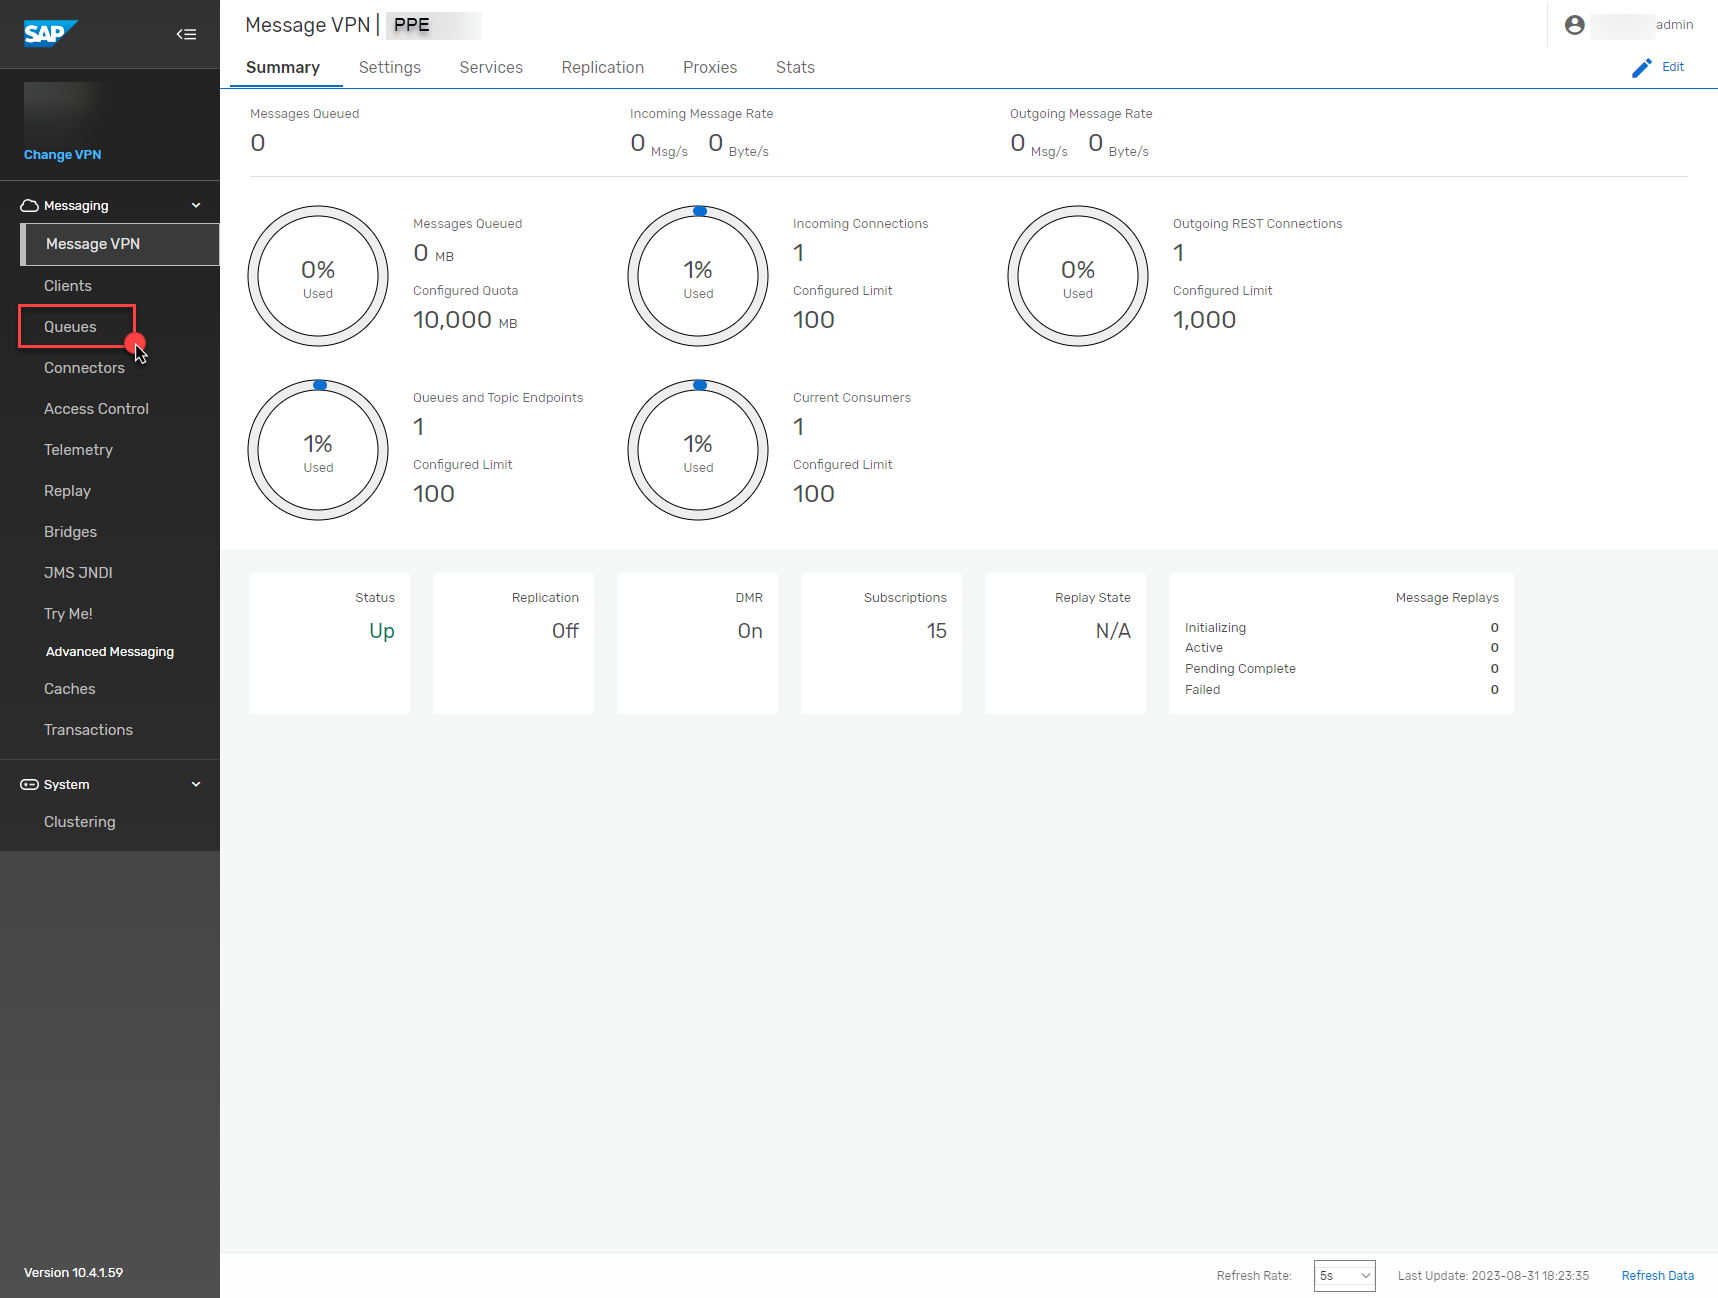 SAP
Change VPN
Messaging
Message VPN
Clients
Queues
Connectors
Access Control
Telemetry
Replay
Bridges
JMS JNDI
Try Me!
Advanced Messaging
Caches
Transactions
System
Clustering
Version 10.4.1.59
Message VPN | PPE
admin
Summary Settings Services Replication Proxies Stats
Edit
Messages Queued
0
Incoming Message Rate
0 Msg/s 0 Byte/s
Outgoing Message Rate
0 Msg/s 0 Byte/s
0%
Used
Messages Queued
0 MB
Configured Quota
10,000 MB
1%
Used
Incoming Connections
1
Configured Limit
100
0%
Used
Outgoing REST Connections
1
Configured Limit
1,000
1%
Used
Queues and Topic Endpoints
1
Configured Limit
100
1%
Used
Current Consumers
1
Configured Limit
100
Status
Up
Replication
Off
DMR
On
Subscriptions
15
Replay State
N/A
Message Replays
Initializing 0
Active 0
Pending Complete 0
Failed 0
Refresh Rate: 5s Last Update: 2023-08-31 18:23:35 Refresh Data